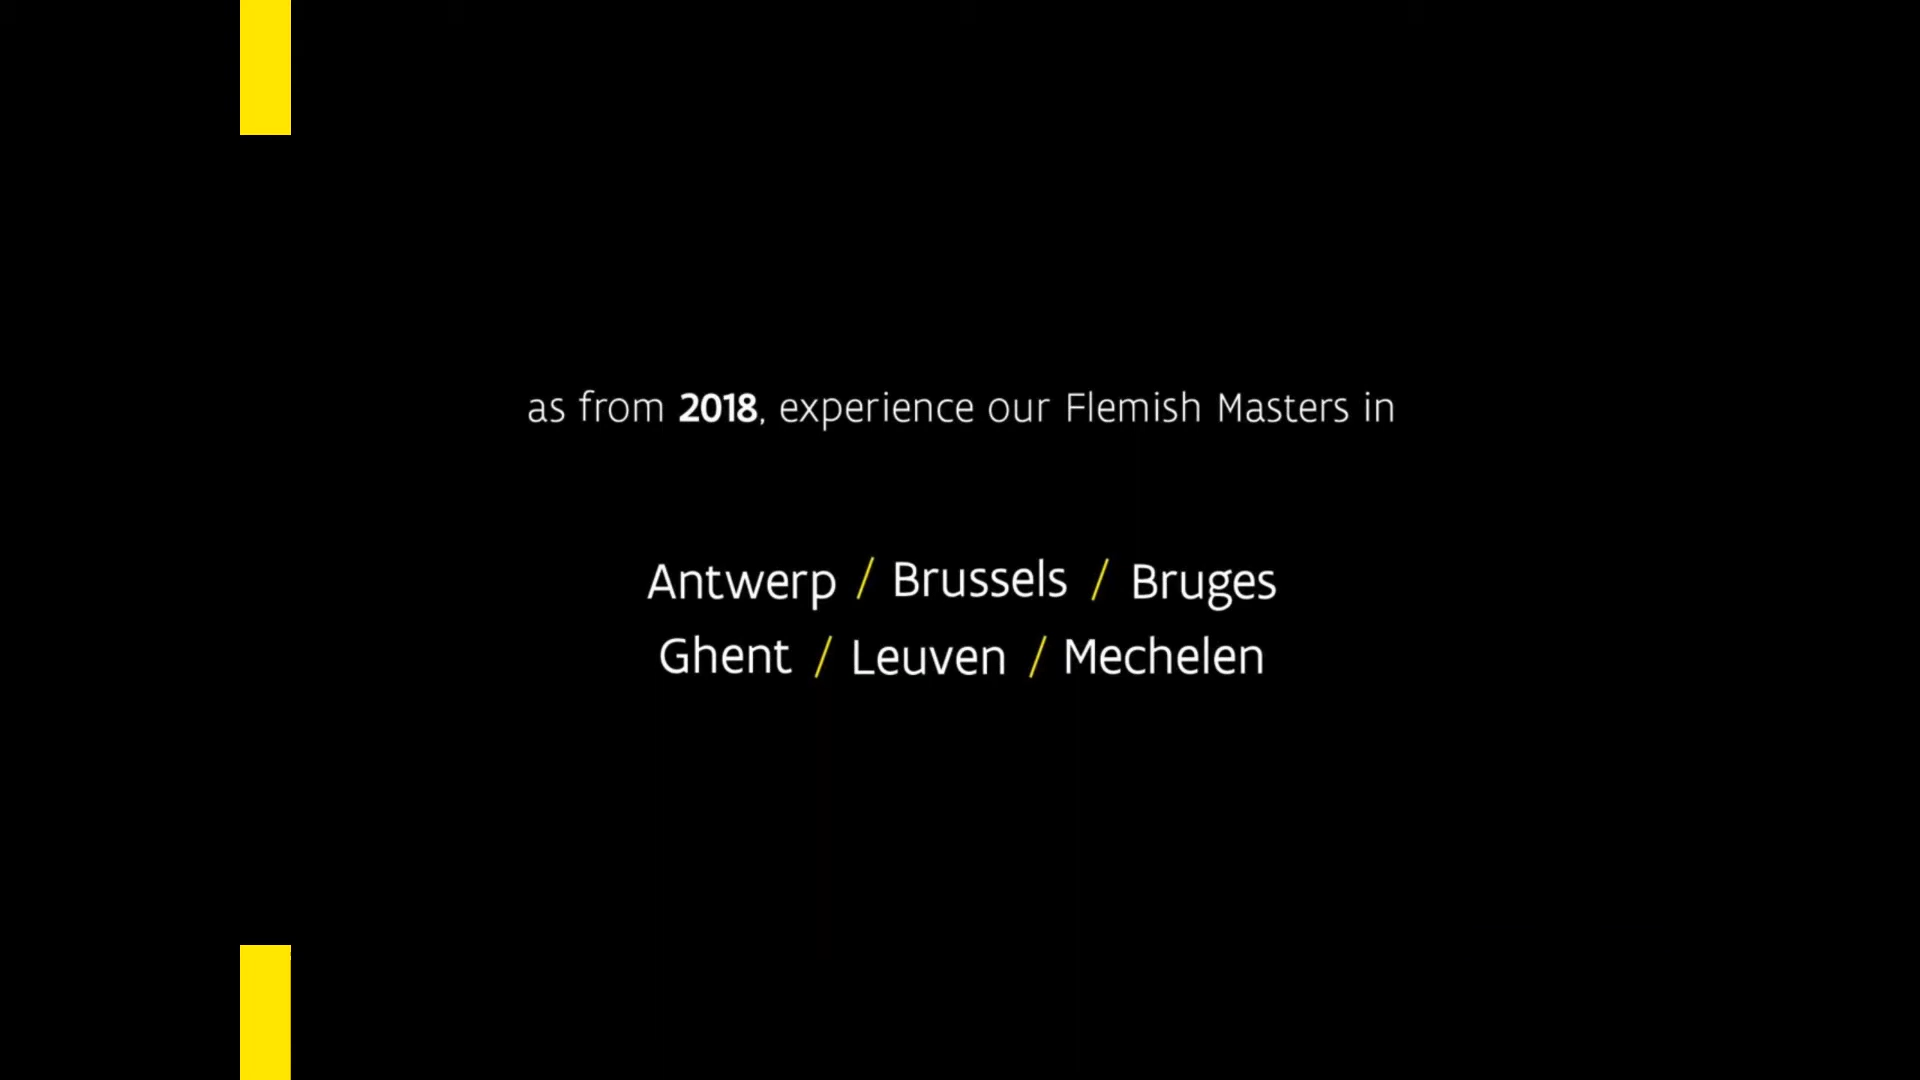 as from 2018, experience our Flemish Masters in
Antwerp / Brussels / Bruges
Ghent / Leuven / Mechelen